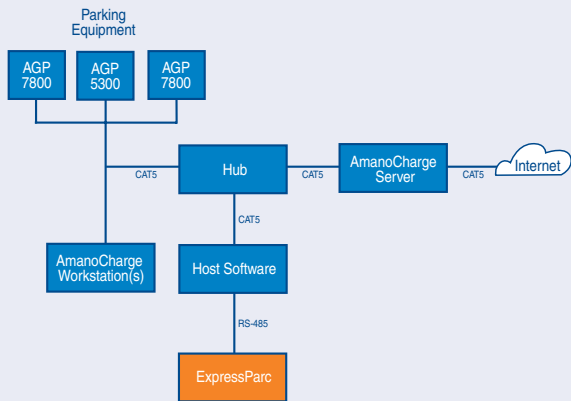 Parking
Equipment
AGP
7800
AGP
5300
AGP
7800
CAT5
Hub
CAT5
AmanoCharge
Server
CAT5
Internet
CAT5
AmanoCharge
Workstation(s)
Host Software
RS-485
ExpressParc